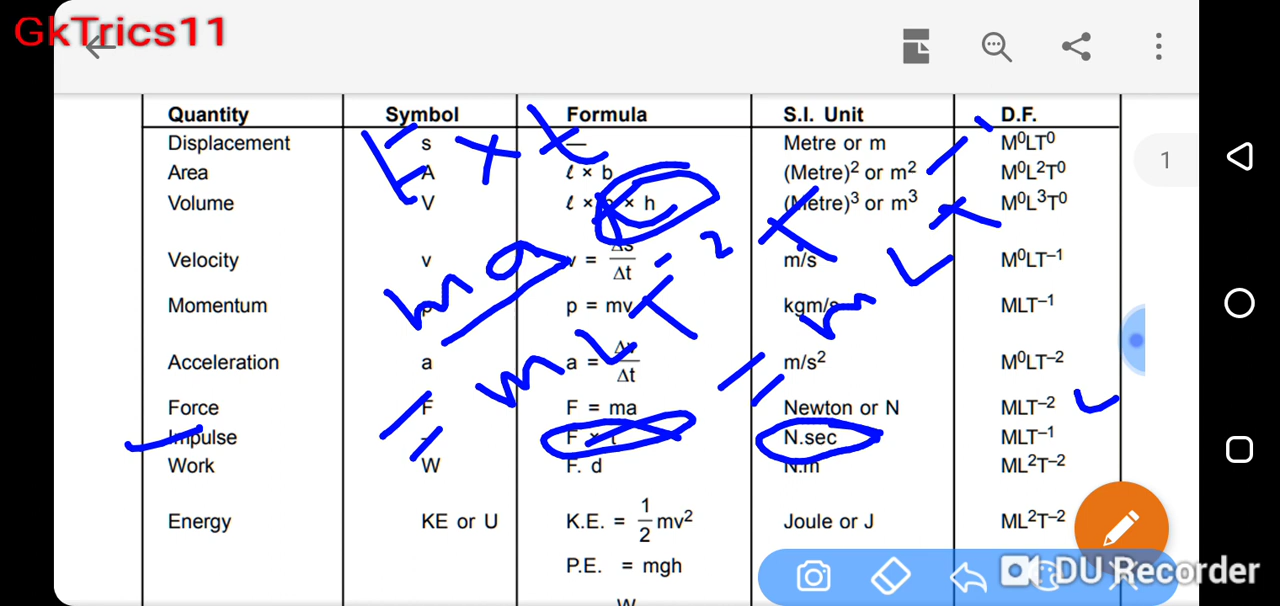 GkTrics11
1
Quantity Symbol Formula S.I. Unit D.F.
Displacement s — Metre or m M⁰LT⁰
Area A ℓ × b (Metre)² or m² M⁰L²T⁰
Volume V ℓ × b × h (Metre)³ or m³ M⁰L³T⁰
Velocity v v = Δs/Δt m/s M⁰LT⁻¹
Momentum p p = mv kgm/s MLT⁻¹
Acceleration a a = Δv/Δt m/s² M⁰LT⁻²
Force F F = ma Newton or N MLT⁻²
Impulse – F × t N.sec MLT⁻¹
Work W F. d N.m ML²T⁻²
Energy KE or U K.E. = 1/2 mv² Joule or J ML²T⁻²
P.E. = mgh
W
F × t
ma
DU Recorder